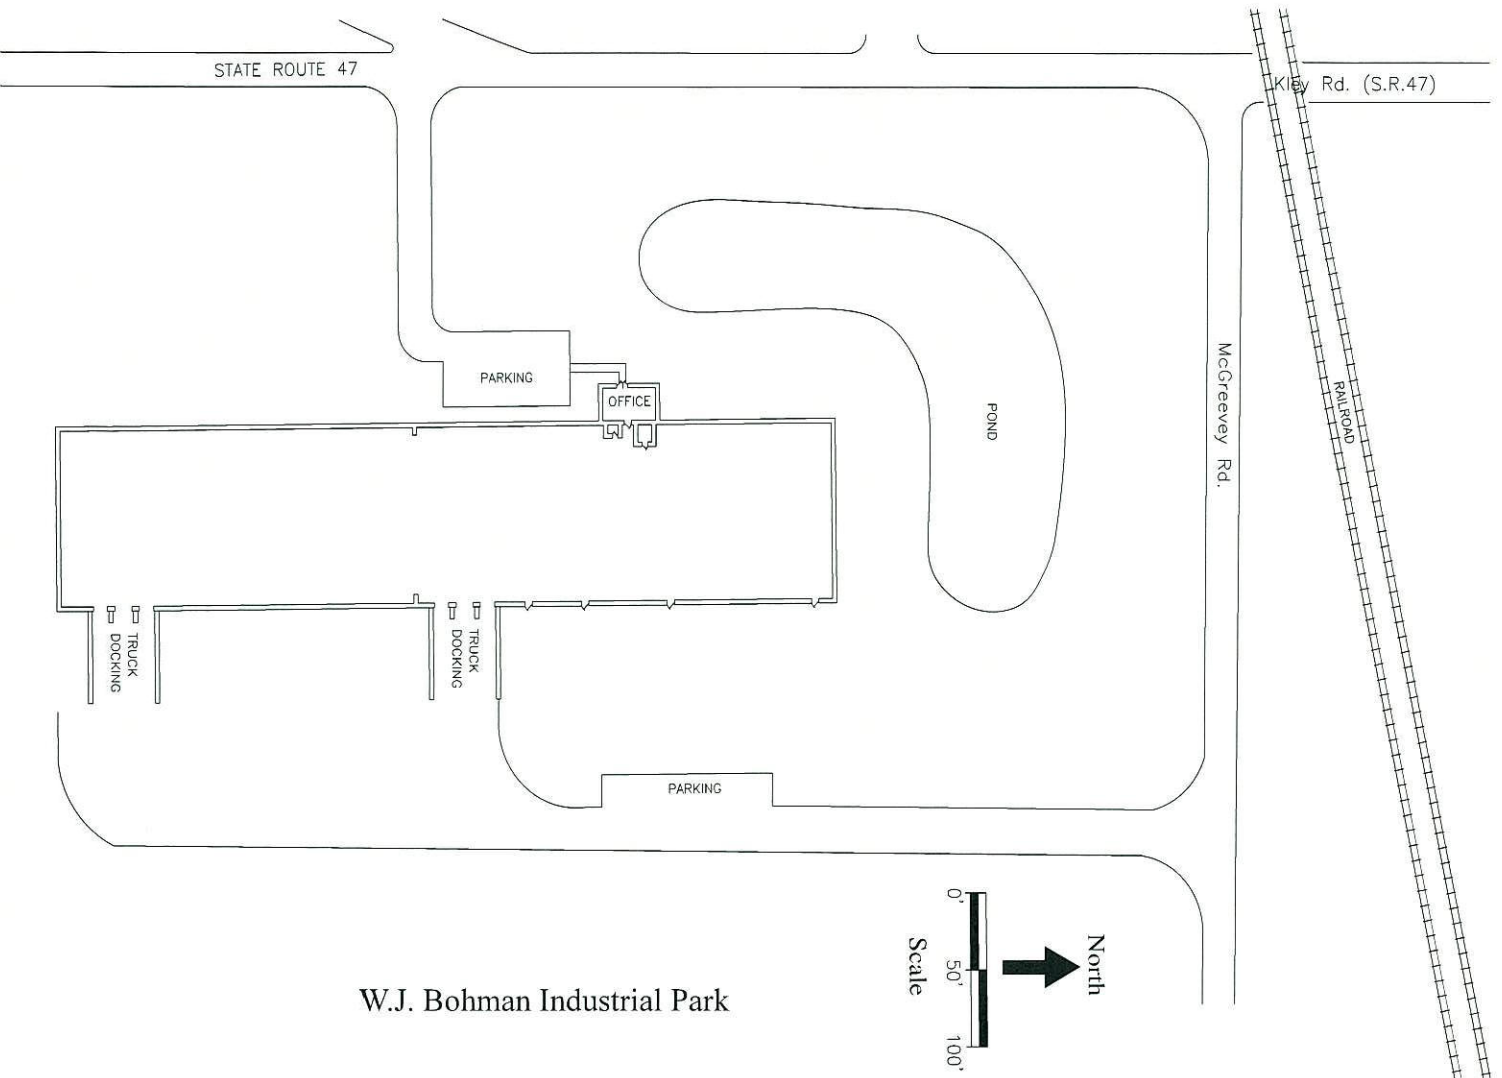 STATE ROUTE 47
Kley Rd. (S.R.47)
McGreevey Rd.
RAILROAD
PARKING
OFFICE
POND
TRUCK
DOCKING
TRUCK
DOCKING
PARKING
North
0' 50' 100'
Scale
W.J. Bohman Industrial Park